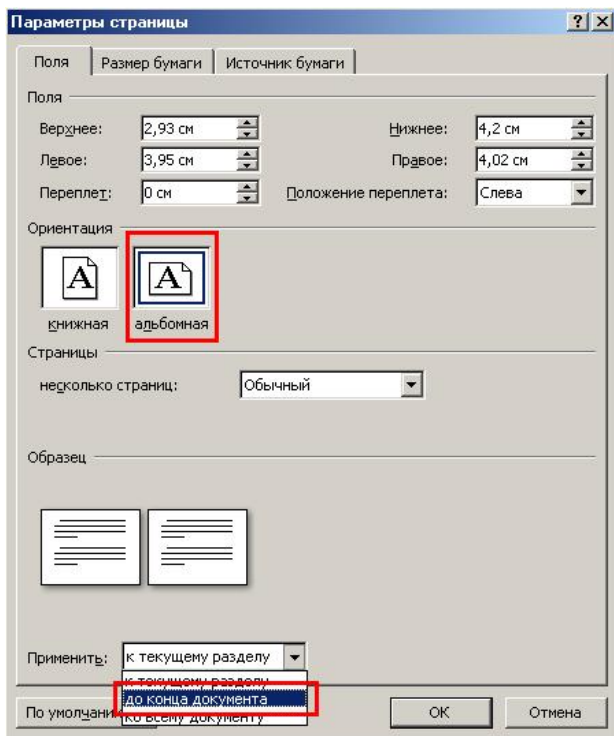 Параметры страницы
Поля Размер бумаги Источник бумаги
Поля
Верхнее: 2,93 см Нижнее: 4,2 см
Левое: 3,95 см Правое: 4,02 см
Переплет: 0 см Положение переплета: Слева
Ориентация
A A
книжная альбомная
Страницы
несколько страниц: Обычный
Образец
Применить: к текущему разделу
к текущему разделу
до конца документа
ко всему документу
По умолчани ОК Отмена